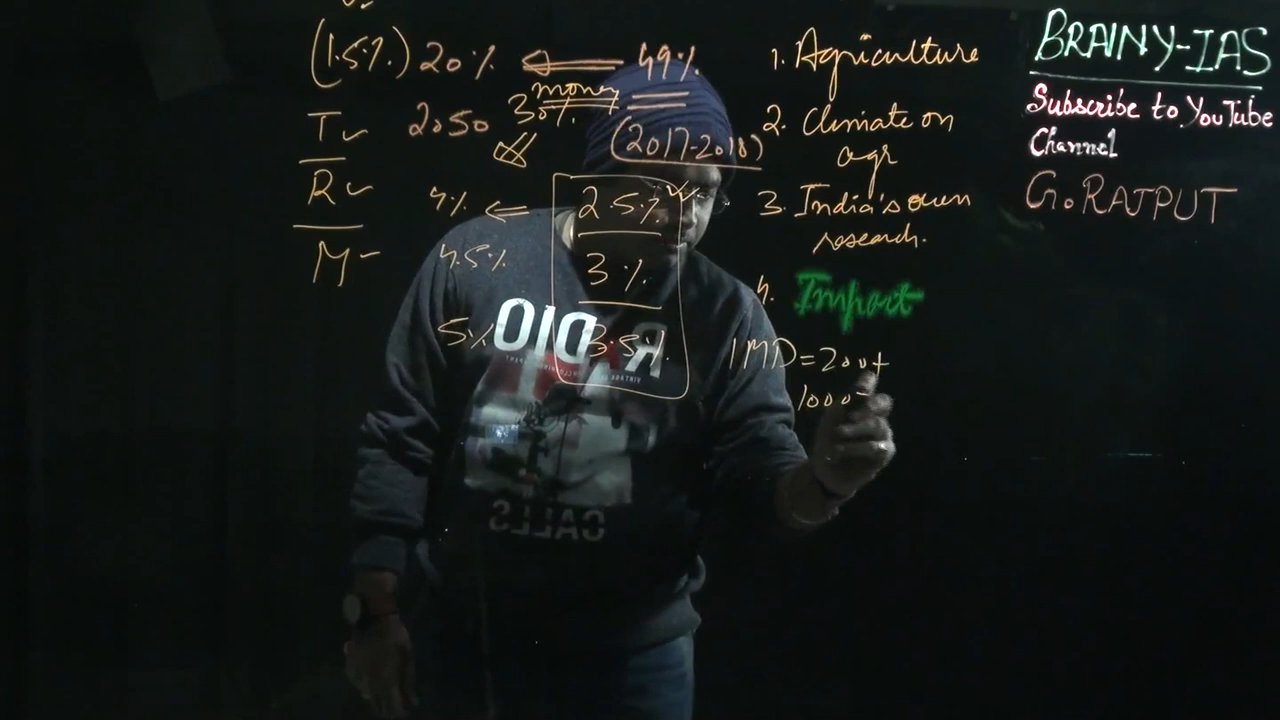 (1.5%) 20% 49%
money
30%
T 2050
(2017-2018)
R
M
4% 2.5%
4.5% 3%
5% 3.5%
1. Agriculture
2. Climate on
agr
3. India's own
research.
4. Impact
IMD = 200+
1000
BRAINY-IAS
Subscribe to YouTube
Channel
G. RAJPUT
RADIO
CALLS